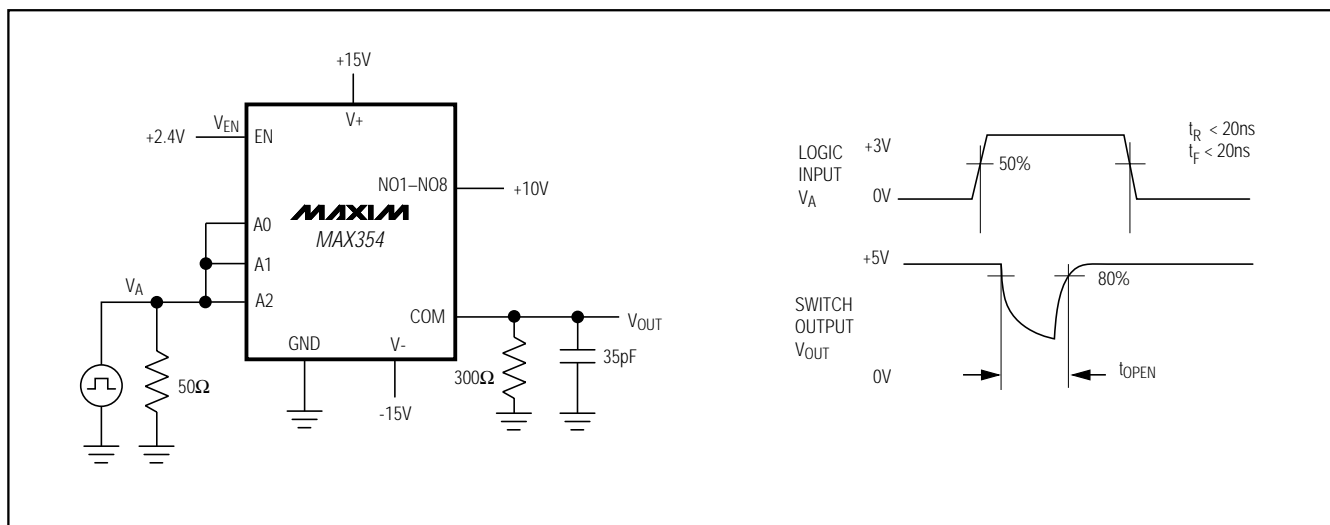 +15V
V+
+2.4V
VEN
EN
NO1–NO8
+10V
MAXIM
MAX354
A0
A1
VA
A2
COM
VOUT
GND
V-
35pF
50Ω
300Ω
-15V
LOGIC
INPUT
VA
+3V
0V
50%
tR < 20ns
tF < 20ns
+5V
SWITCH
OUTPUT
VOUT
80%
0V
tOPEN